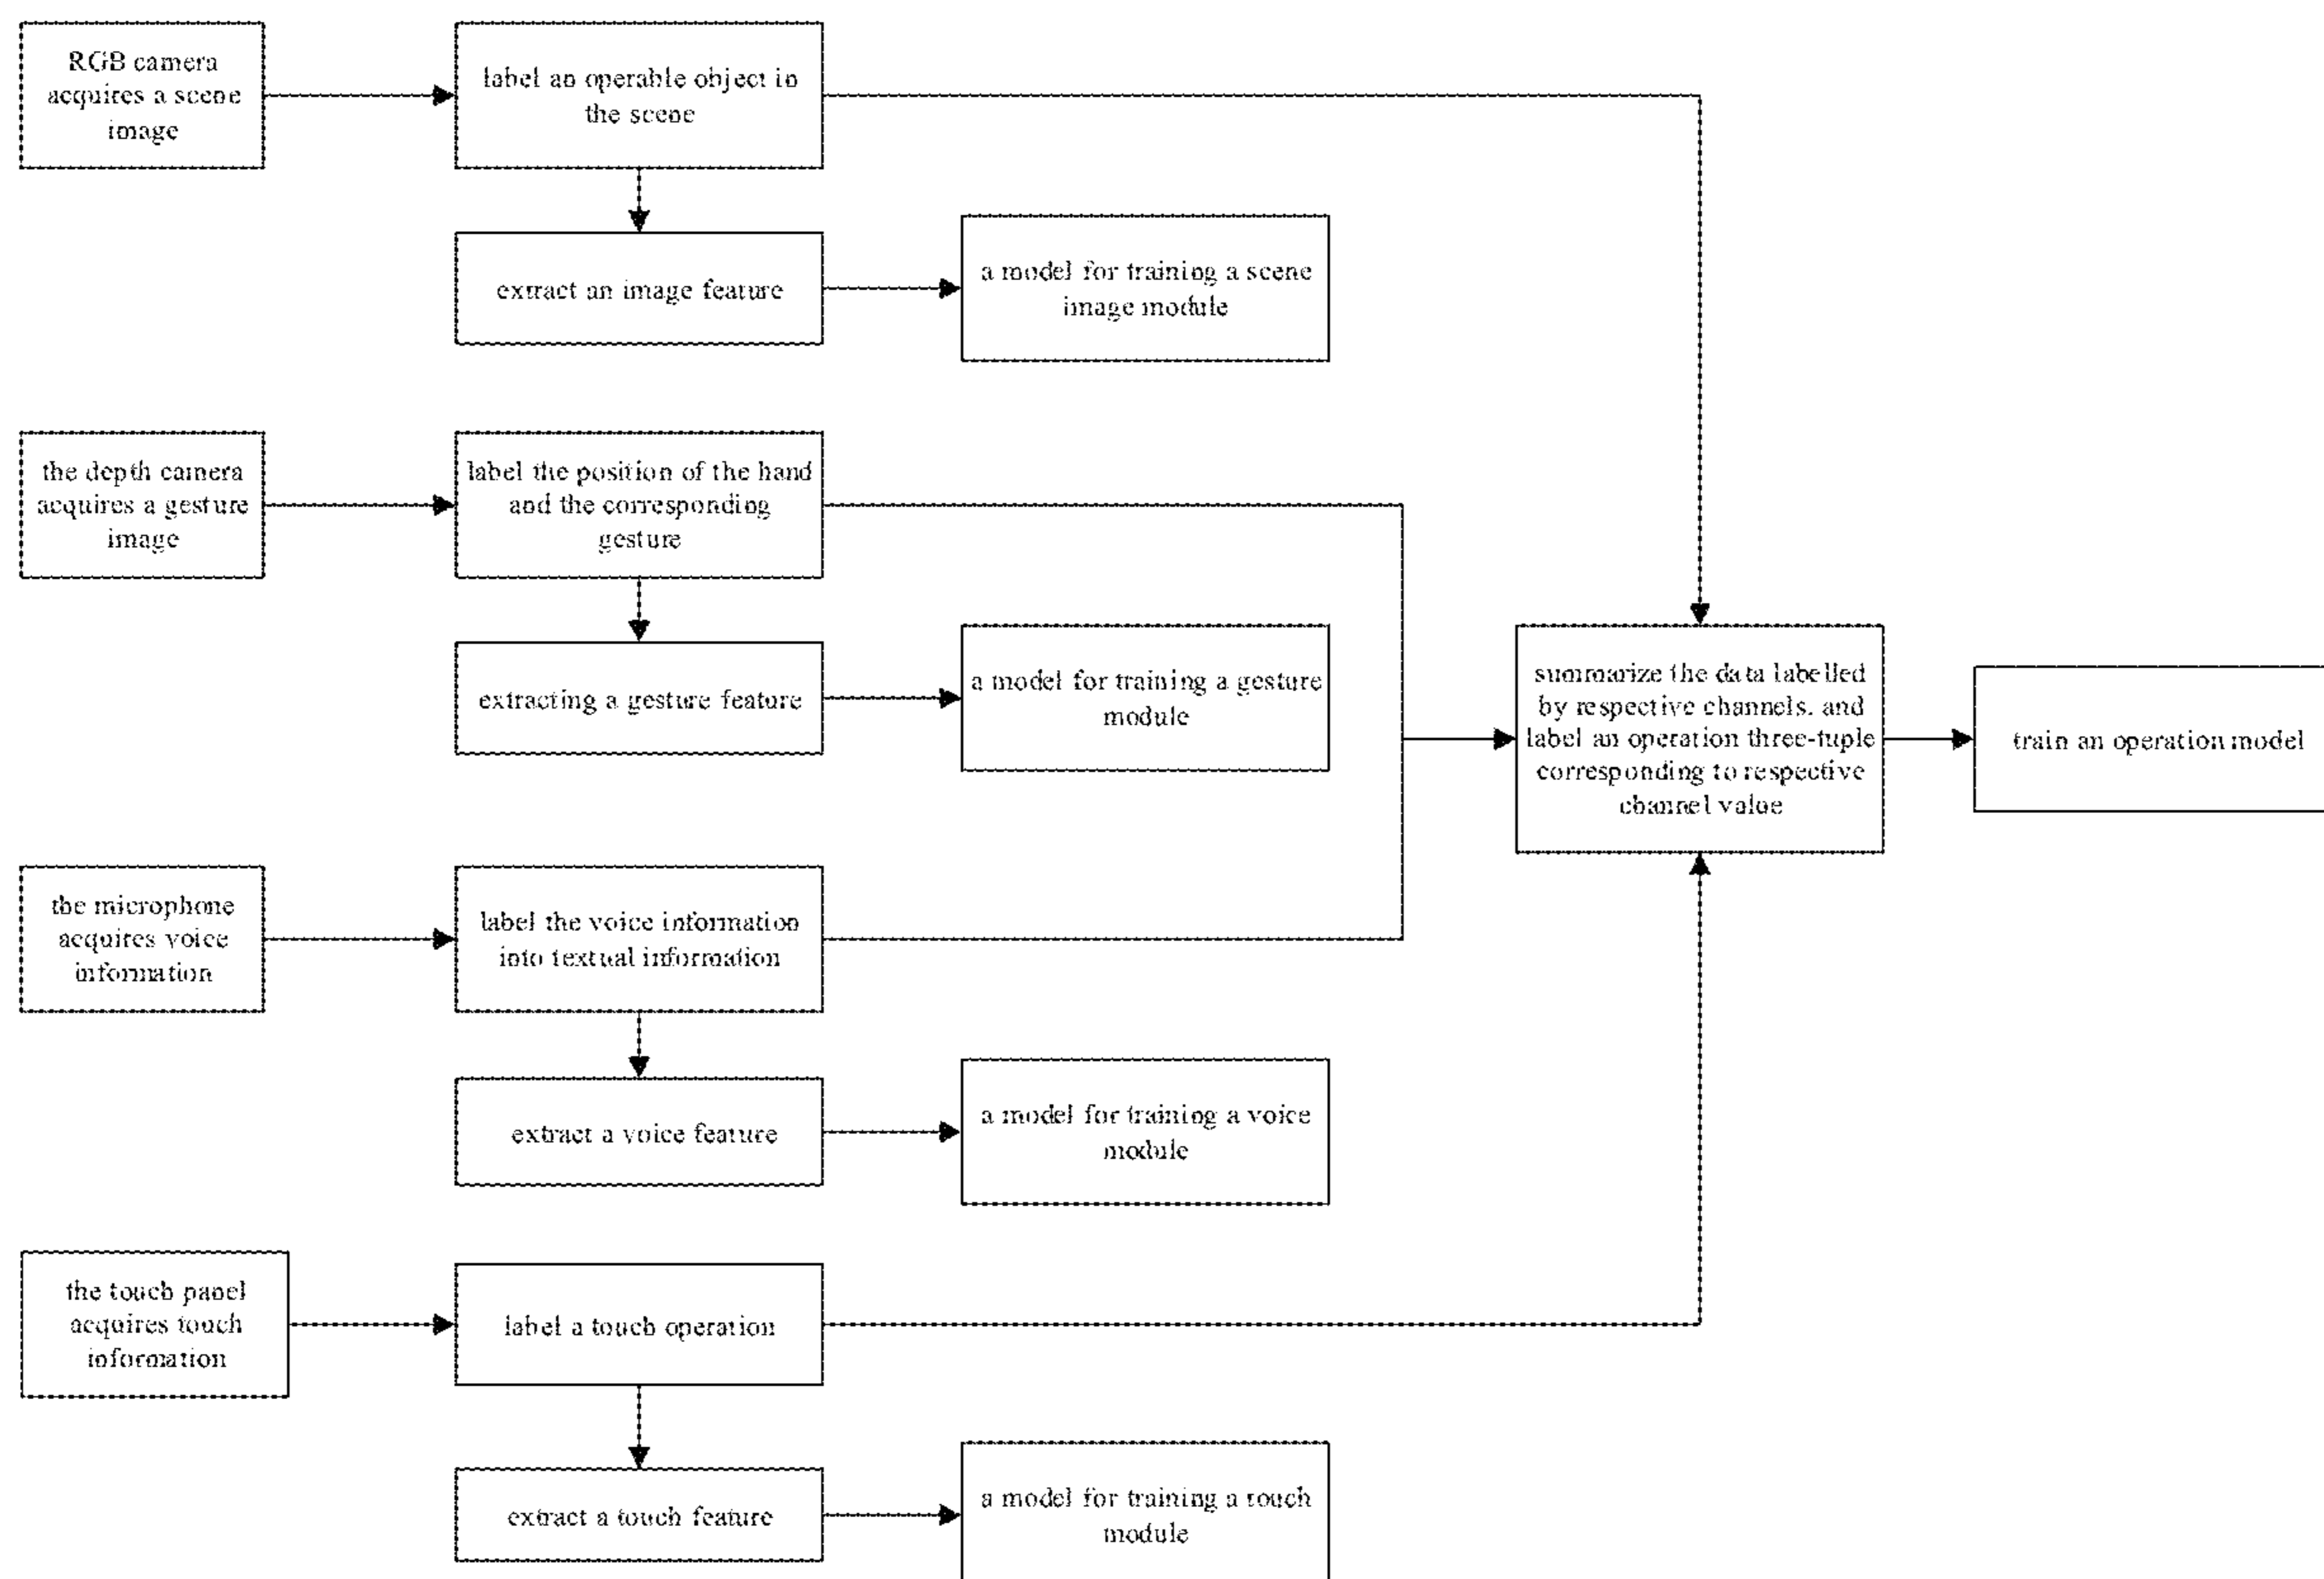 RGB camera
acquires a scene
image
label an operable object in
the scene
extract an image feature
a model for training a scene
image module
the depth camera
acquires a gesture
image
label the position of the hand
and the corresponding
gesture
extracting a gesture feature
a model for training a gesture
module
summarize the data labelled
by respective channels, and
label an operation three-tuple
corresponding to respective
channel value
train an operation model
the microphone
acquires voice
information
label the voice information
into textual information
extract a voice feature
a model for training a voice
module
the touch panel
acquires touch
information
label a touch operation
extract a touch feature
a model for training a touch
module